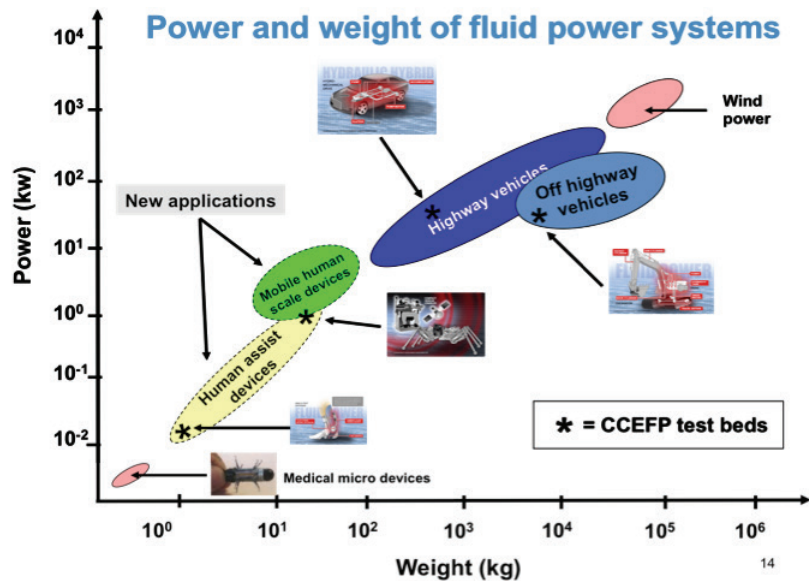 Power and weight of fluid power systems
10⁴
10³
10²
10¹
10⁰
10⁻¹
10⁻²
Power (kw)
HYDRAULIC HYBRID
Wind
power
New applications
Highway vehicles
Off highway
vehicles
Mobile human
scale devices
Human assist
devices
* = CCEFP test beds
Medical micro devices
10⁰
10¹
10²
10³
10⁴
10⁵
10⁶
Weight (kg)
14